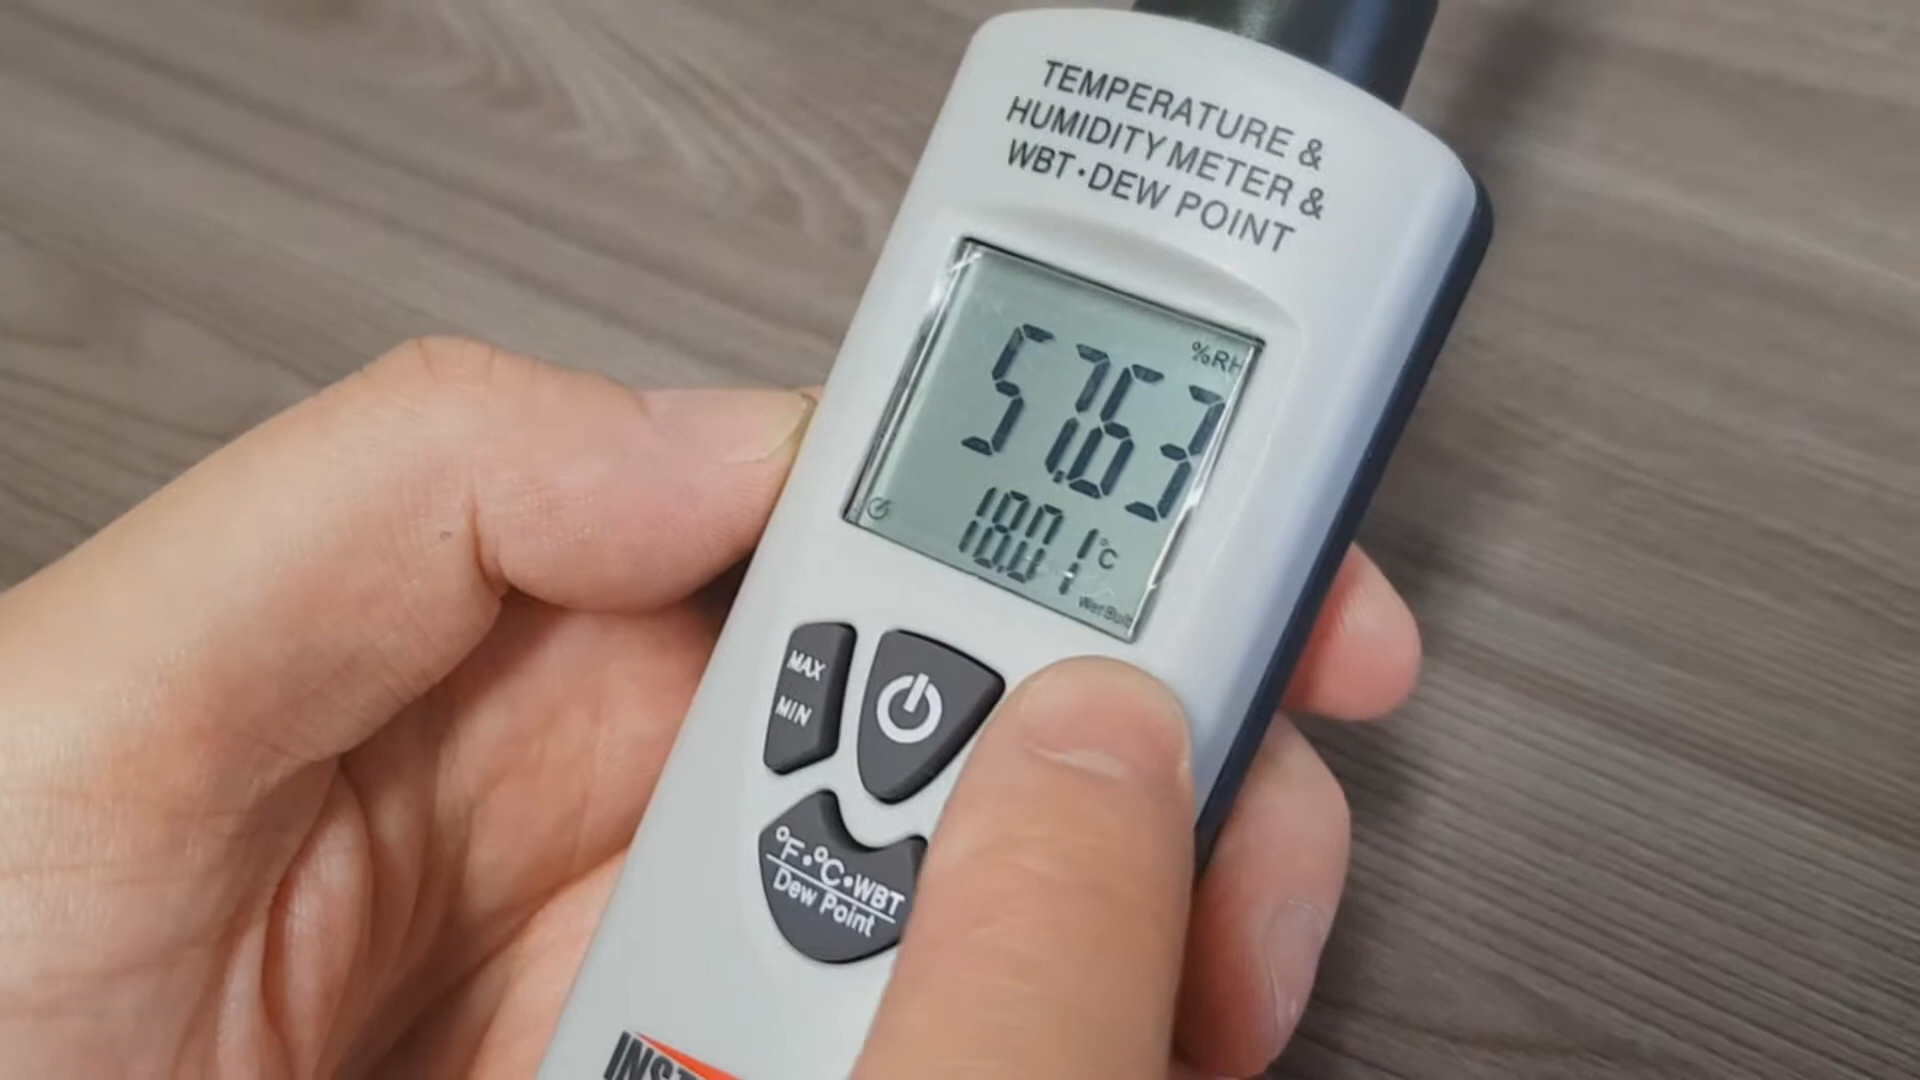 TEMPERATURE &
HUMIDITY METER &
WBT • DEW POINT
%RH
57.63
18.01 °C
Wet Bulb
MAX
MIN
°F•°C•WBT
Dew Point